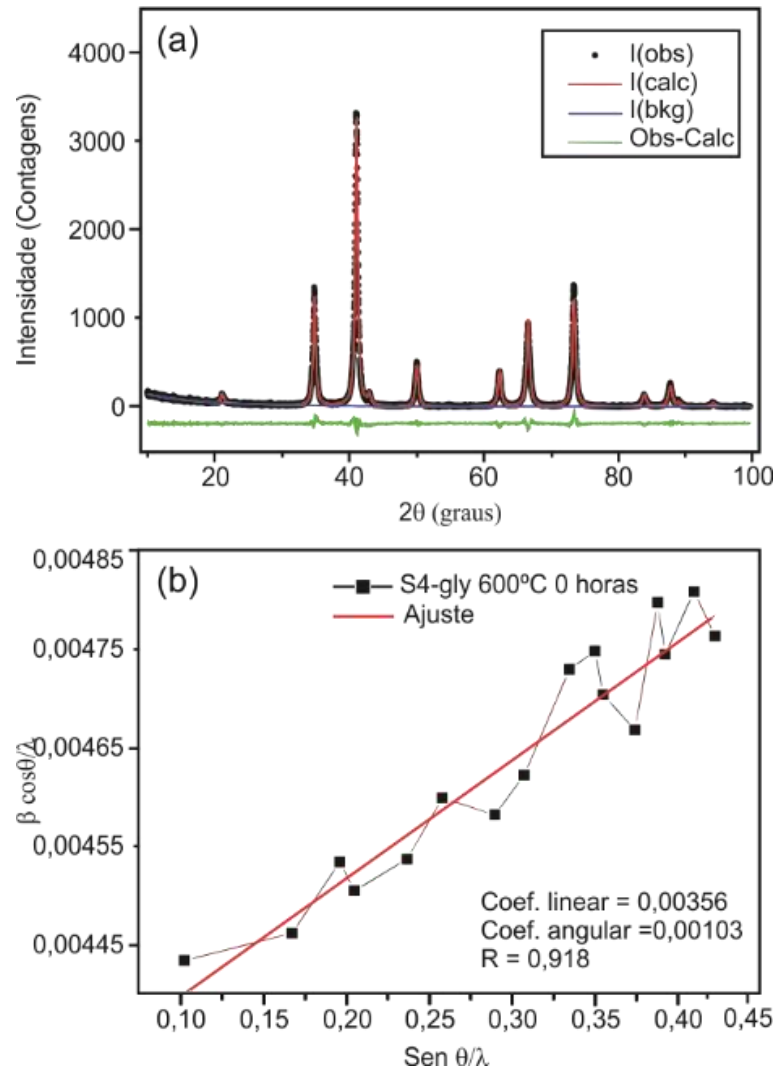 (a)
I(obs)
I(calc)
I(bkg)
Obs-Calc
Intensidade (Contagens)
4000
3000
2000
1000
0
20
40
60
80
100
2θ (graus)
(b)
S4-gly 600ºC 0 horas
Ajuste
β cosθ/λ
0,00485
0,00475
0,00465
0,00455
0,00445
Coef. linear = 0,00356
Coef. angular =0,00103
R = 0,918
0,10
0,15
0,20
0,25
0,30
0,35
0,40
0,45
Sen θ/λ